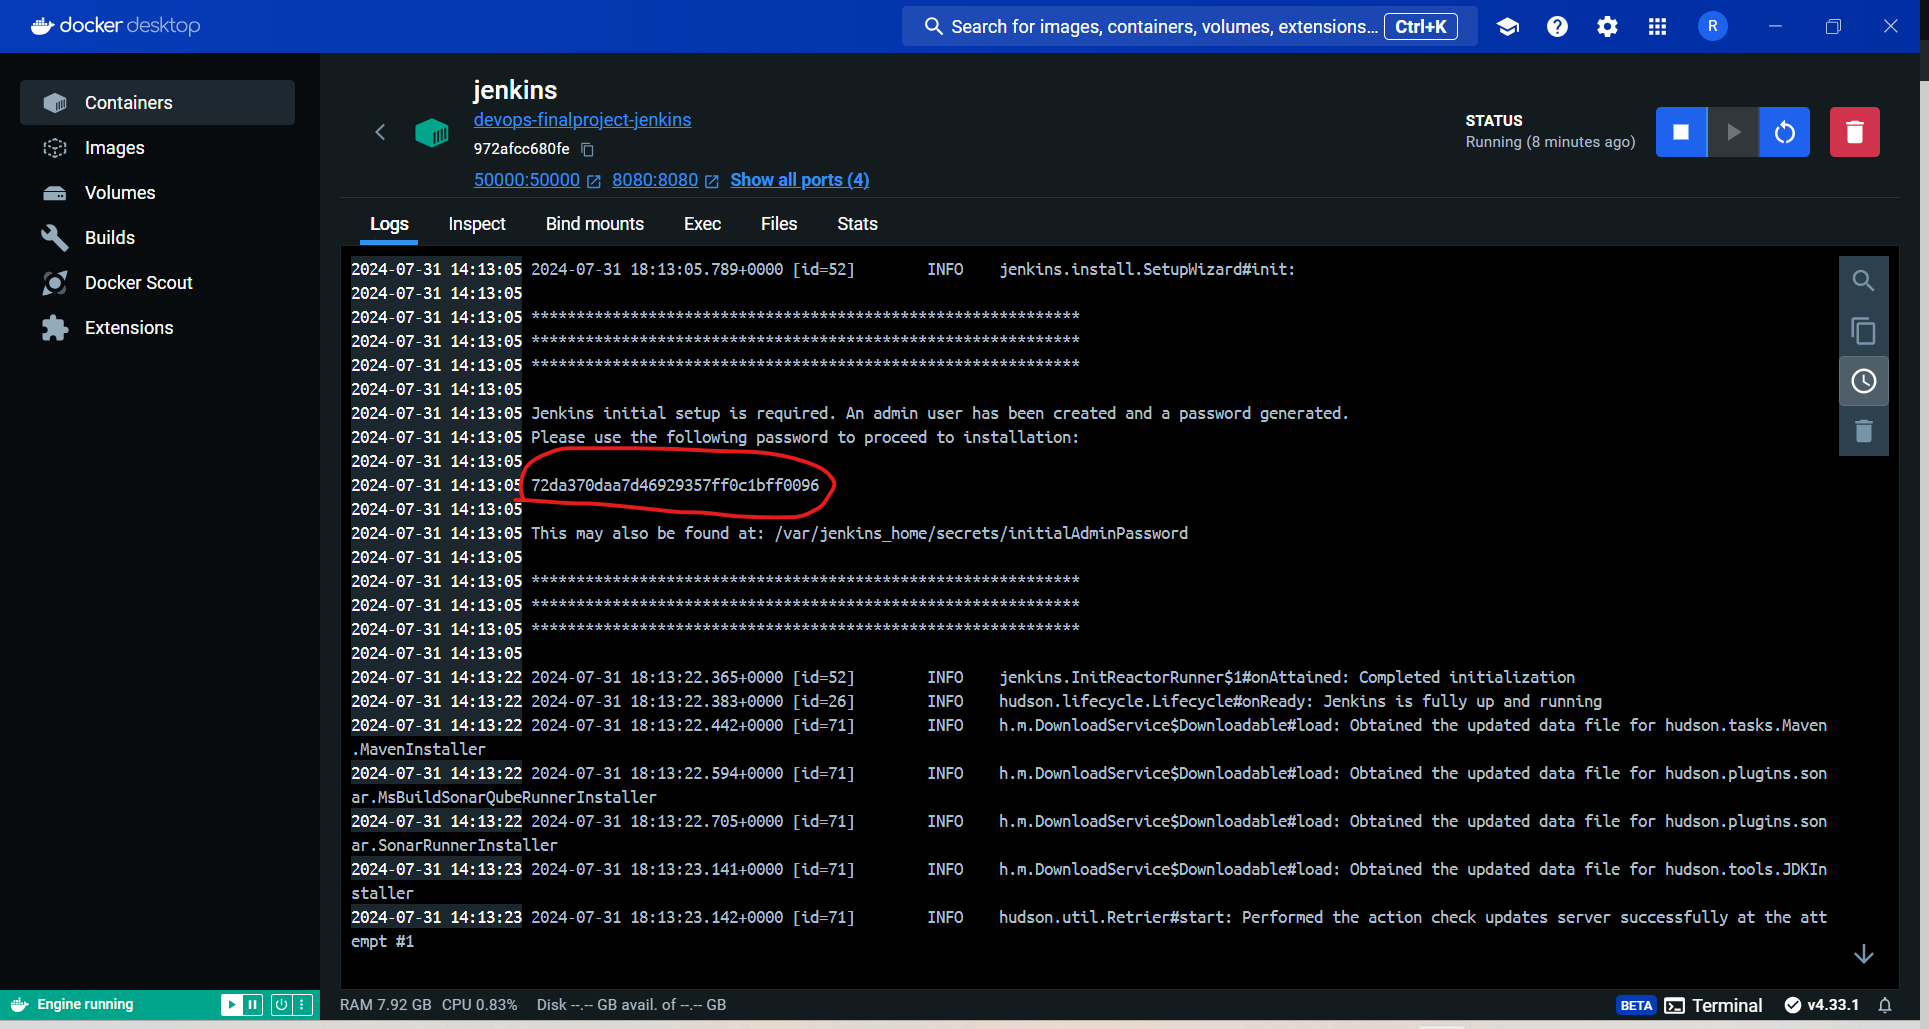 docker desktop
Search for images, containers, volumes, extensions... Ctrl+K
R
Containers
Images
Volumes
Builds
Docker Scout
Extensions
jenkins
devops-finalproject-jenkins
972afcc680fe
50000:50000 8080:8080 Show all ports (4)
STATUS
Running (8 minutes ago)
Logs Inspect Bind mounts Exec Files Stats
2024-07-31 14:13:05 2024-07-31 18:13:05.789+0000 [id=52] INFO jenkins.install.SetupWizard#init:
2024-07-31 14:13:05
2024-07-31 14:13:05 *************************************************************
2024-07-31 14:13:05 *************************************************************
2024-07-31 14:13:05 *************************************************************
2024-07-31 14:13:05
2024-07-31 14:13:05 Jenkins initial setup is required. An admin user has been created and a password generated.
2024-07-31 14:13:05 Please use the following password to proceed to installation:
2024-07-31 14:13:05
2024-07-31 14:13:05 72da370daa7d46929357ff0c1bff0096
2024-07-31 14:13:05
2024-07-31 14:13:05 This may also be found at: /var/jenkins_home/secrets/initialAdminPassword
2024-07-31 14:13:05
2024-07-31 14:13:05 *************************************************************
2024-07-31 14:13:05 *************************************************************
2024-07-31 14:13:05 *************************************************************
2024-07-31 14:13:05
2024-07-31 14:13:22 2024-07-31 18:13:22.365+0000 [id=52] INFO jenkins.InitReactorRunner$1#onAttained: Completed initialization
2024-07-31 14:13:22 2024-07-31 18:13:22.383+0000 [id=26] INFO hudson.lifecycle.Lifecycle#onReady: Jenkins is fully up and running
2024-07-31 14:13:22 2024-07-31 18:13:22.442+0000 [id=71] INFO h.m.DownloadService$Downloadable#load: Obtained the updated data file for hudson.tasks.Maven
.MavenInstaller
2024-07-31 14:13:22 2024-07-31 18:13:22.594+0000 [id=71] INFO h.m.DownloadService$Downloadable#load: Obtained the updated data file for hudson.plugins.son
ar.MsBuildSonarQubeRunnerInstaller
2024-07-31 14:13:22 2024-07-31 18:13:22.705+0000 [id=71] INFO h.m.DownloadService$Downloadable#load: Obtained the updated data file for hudson.plugins.son
ar.SonarRunnerInstaller
2024-07-31 14:13:23 2024-07-31 18:13:23.141+0000 [id=71] INFO h.m.DownloadService$Downloadable#load: Obtained the updated data file for hudson.tools.JDKIn
staller
2024-07-31 14:13:23 2024-07-31 18:13:23.142+0000 [id=71] INFO hudson.util.Retrier#start: Performed the action check updates server successfully at the att
empt #1
Engine running
RAM 7.92 GB CPU 0.83% Disk --.-- GB avail. of --.-- GB
BETA Terminal v4.33.1